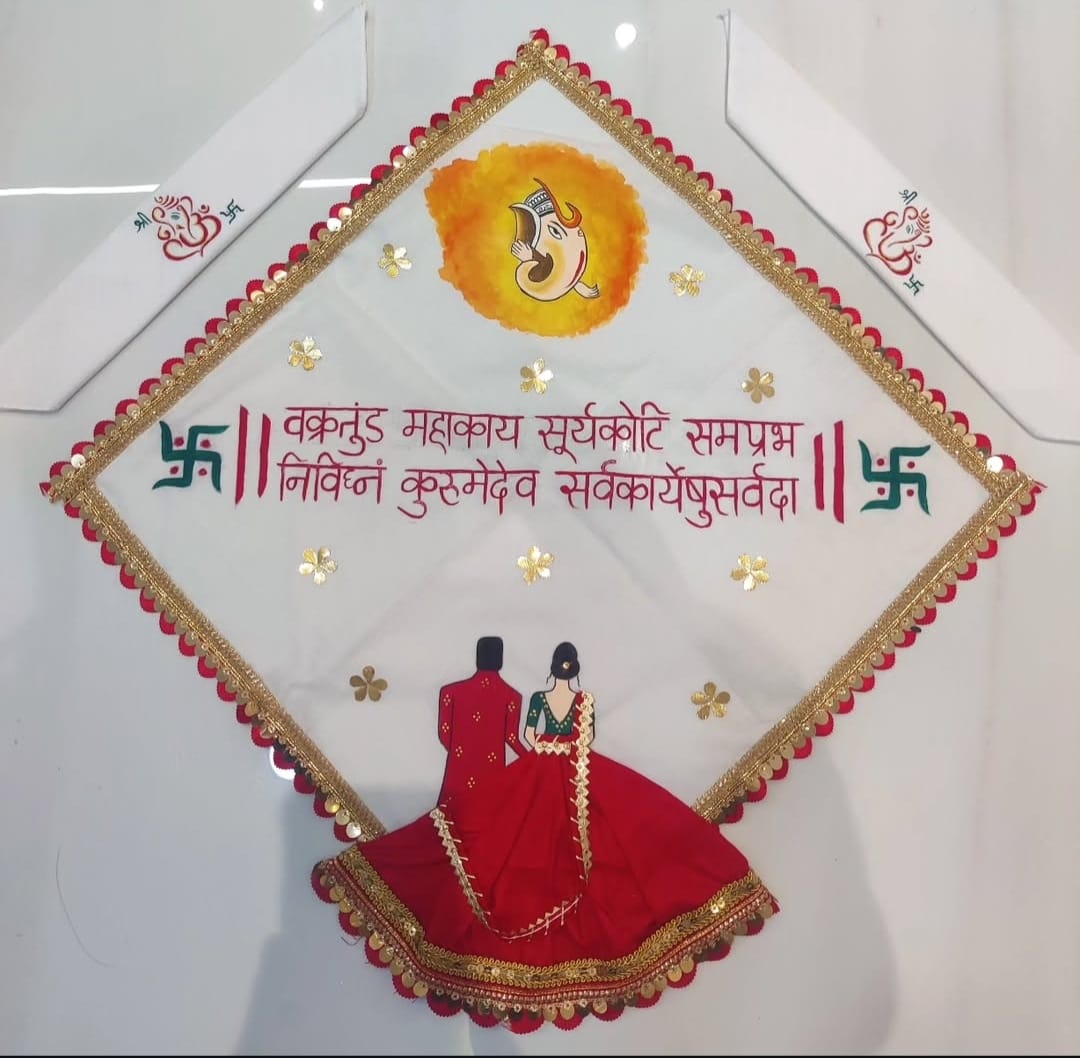 श्री
श्री
|| वक्रतुंड महाकाय सूर्यकोटि समप्रभ ||
निविघ्नं कुरुमेदेव सर्वकार्येषुसर्वदा